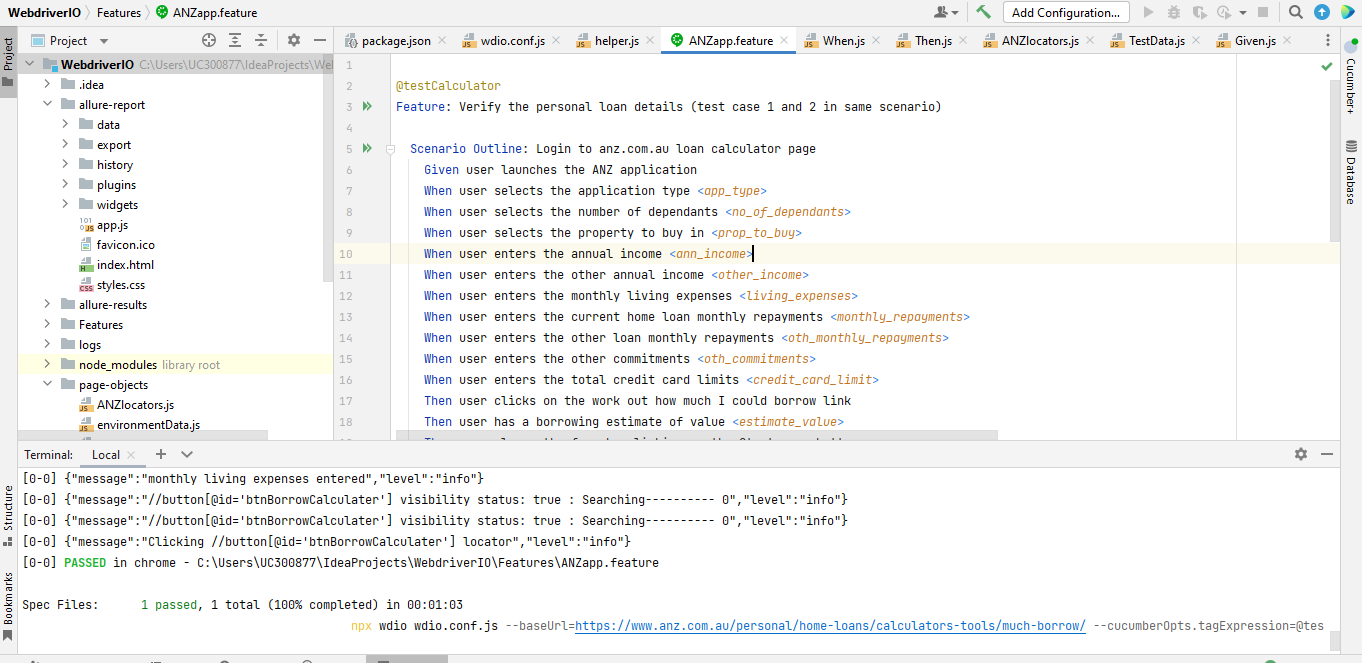 WebdriverIO Features ANZapp.feature
Add Configuration...
Project
package.json wdio.conf.js helper.js ANZapp.feature When.js Then.js ANZlocators.js TestData.js Given.js
Project
WebdriverIO C:\Users\UC300877\IdeaProjects\We
.idea
allure-report
data
export
history
plugins
widgets
app.js
favicon.ico
index.html
styles.css
allure-results
Features
logs
node_modules library root
page-objects
ANZlocators.js
environmentData.js
1
2 @testCalculator
3 Feature: Verify the personal loan details (test case 1 and 2 in same scenario)
4
5 Scenario Outline: Login to anz.com.au loan calculator page
6 Given user launches the ANZ application
7 When user selects the application type <app_type>
8 When user selects the number of dependants <no_of_dependants>
9 When user selects the property to buy in <prop_to_buy>
10 When user enters the annual income <ann_income>
11 When user enters the other annual income <other_income>
12 When user enters the monthly living expenses <living_expenses>
13 When user enters the current home loan monthly repayments <monthly_repayments>
14 When user enters the other loan monthly repayments <oth_monthly_repayments>
15 When user enters the other commitments <oth_commitments>
16 When user enters the total credit card limits <credit_card_limit>
17 Then user clicks on the work out how much I could borrow link
18 Then user has a borrowing estimate of value <estimate_value>
Cucumber+
Database
Structure
Bookmarks
Terminal: Local
[0-0] {"message":"monthly living expenses entered","level":"info"}
[0-0] {"message":"//button[@id='btnBorrowCalculater'] visibility status: true : Searching---------- 0","level":"info"}
[0-0] {"message":"//button[@id='btnBorrowCalculater'] visibility status: true : Searching---------- 0","level":"info"}
[0-0] {"message":"Clicking //button[@id='btnBorrowCalculater'] locator","level":"info"}
[0-0] PASSED in chrome - C:\Users\UC300877\IdeaProjects\WebdriverIO\Features\ANZapp.feature
Spec Files: 1 passed, 1 total (100% completed) in 00:01:03
npx wdio wdio.conf.js --baseUrl=https://www.anz.com.au/personal/home-loans/calculators-tools/much-borrow/ --cucumberOpts.tagExpression=@tes